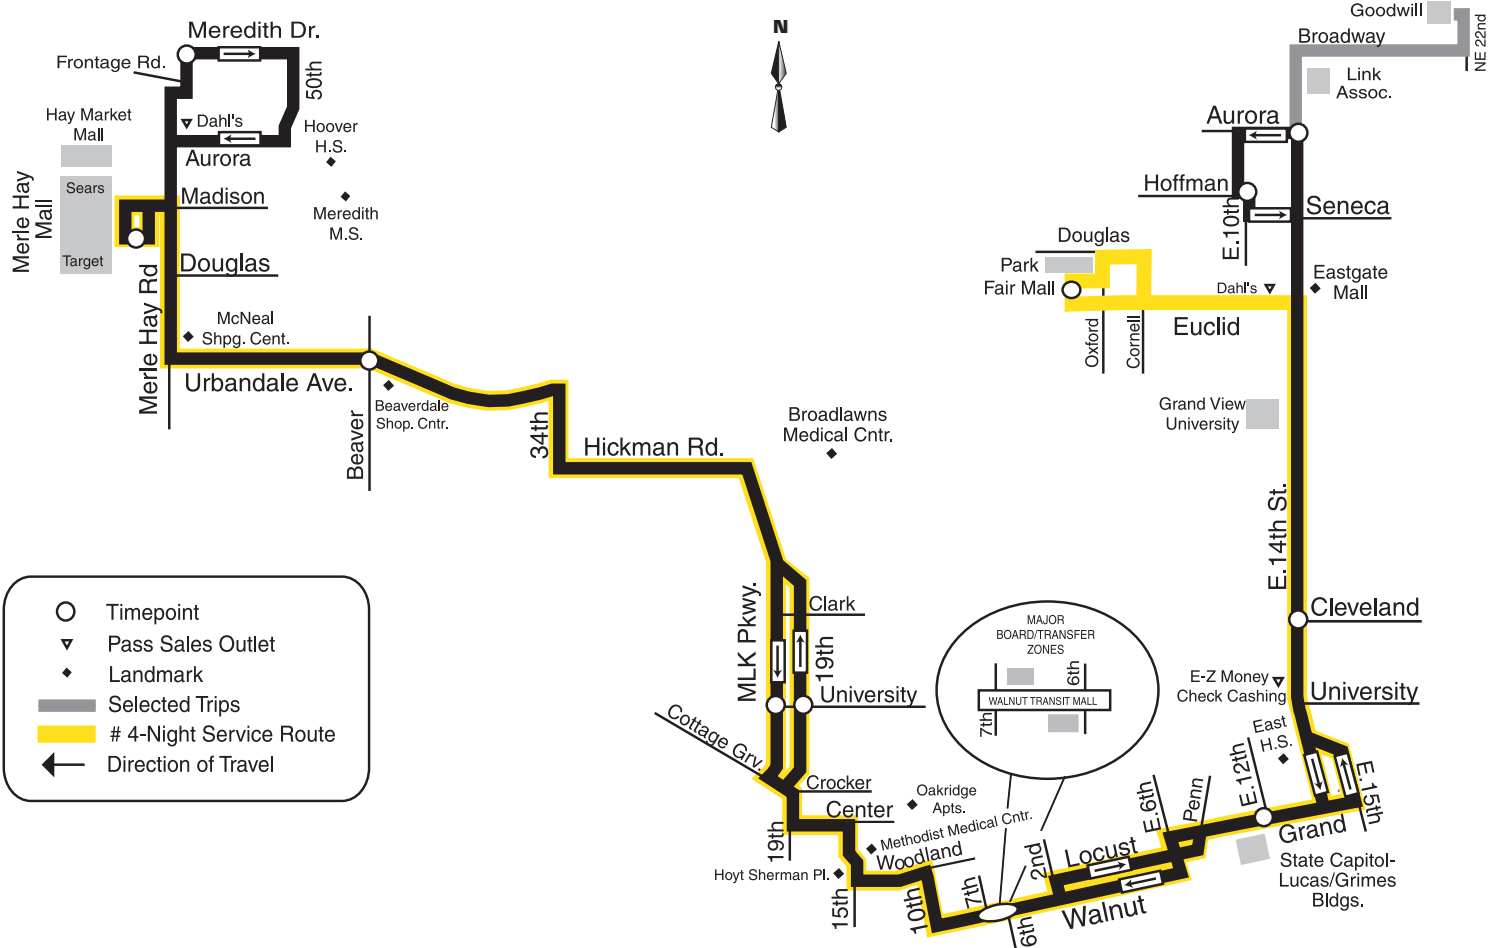 Meredith Dr.
Frontage Rd.
50th
Hay Market
Mall
Dahl's
Hoover
H.S.
Aurora
Merle Hay
Mall
Sears
Target
Madison
Meredith
M.S.
Douglas
Merle Hay Rd
McNeal
Shpg. Cent.
Urbandale Ave.
Beaver
Beaverdale
Shop. Cntr.
34th
Hickman Rd.
N
Broadlawns
Medical Cntr.
Goodwill
Broadway
NE 22nd
Link
Assoc.
Aurora
Hoffman
E.10th
Seneca
Douglas
Park
Fair Mall
Dahl's
Eastgate
Mall
Euclid
Oxford
Cornell
Grand View
University
E.14th St.
Cleveland
E-Z Money
Check Cashing
University
East
H.S.
E.12th
E.15th
Grand
State Capitol-
Lucas/Grimes
Bldgs.
Penn
E.6th
Locust
2nd
Walnut
MLK Pkwy.
Clark
19th
University
Cottage Grv.
Crocker
Center
19th
Oakridge
Apts.
Methodist Medical Cntr.
Woodland
Hoyt Sherman Pl.
15th
10th
7th
6th
MAJOR
BOARD/TRANSFER
ZONES
6th
WALNUT TRANSIT MALL
7th
Timepoint
Pass Sales Outlet
Landmark
Selected Trips
# 4-Night Service Route
Direction of Travel